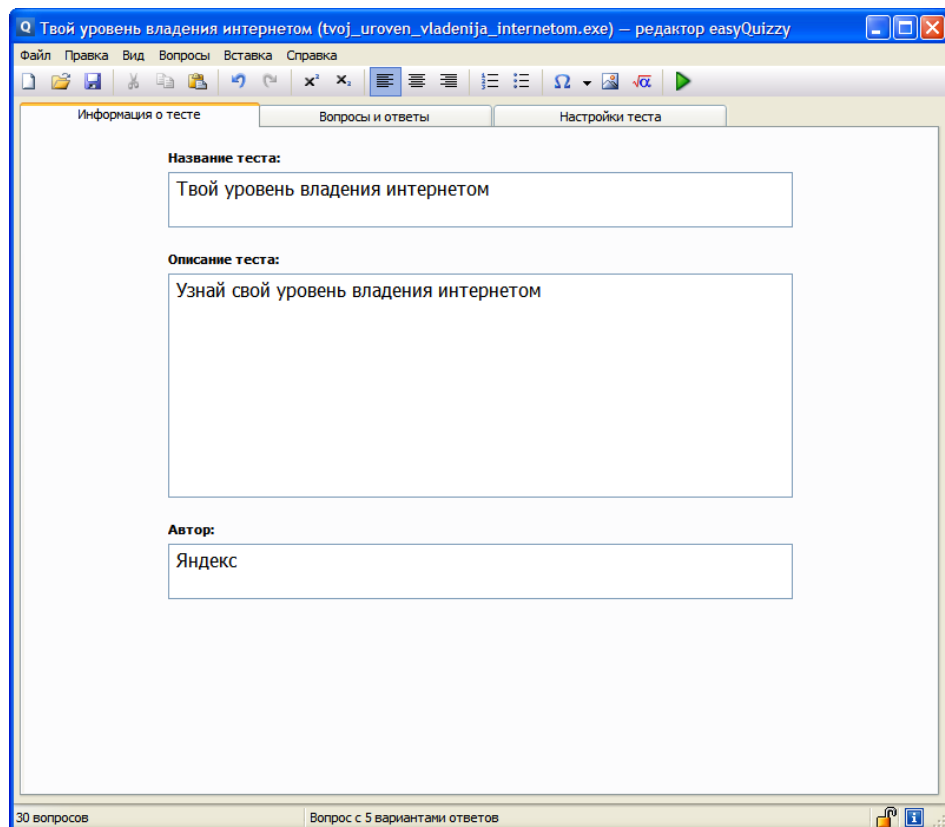 Твой уровень владения интернетом (tvoj_uroven_vladenija_internetom.exe) — редактор easyQuizzy
Файл Правка Вид Вопросы Вставка Справка
Информация о тесте Вопросы и ответы Настройки теста
Название теста:
Твой уровень владения интернетом
Описание теста:
Узнай свой уровень владения интернетом
Автор:
Яндекс
30 вопросов Вопрос с 5 вариантами ответов